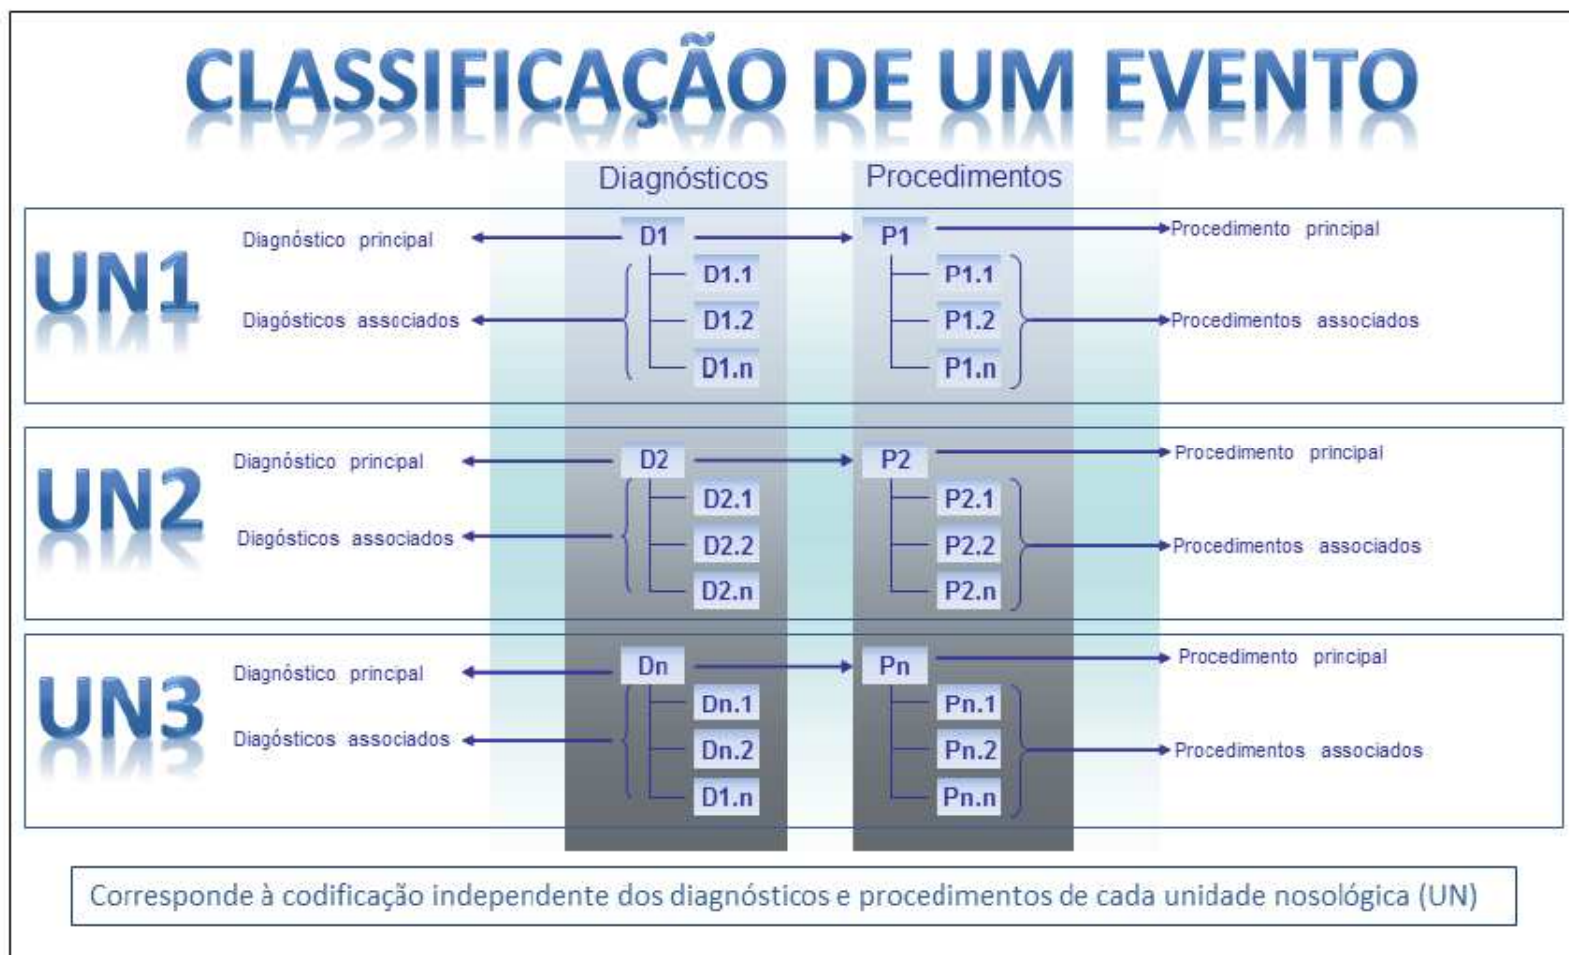 CLASSIFICAÇÃO DE UM EVENTO
Diagnósticos Procedimentos
UN1
Diagnóstico principal D1 P1 Procedimento principal
D1.1 P1.1
Diagósticos associados D1.2 P1.2 Procedimentos associados
D1.n P1.n
UN2
Diagnóstico principal D2 P2 Procedimento principal
D2.1 P2.1
Diagósticos associados D2.2 P2.2 Procedimentos associados
D2.n P2.n
UN3
Diagnóstico principal Dn Pn Procedimento principal
Dn.1 Pn.1
Diagósticos associados Dn.2 Pn.2 Procedimentos associados
D1.n Pn.n
Corresponde à codificação independente dos diagnósticos e procedimentos de cada unidade nosológica (UN)